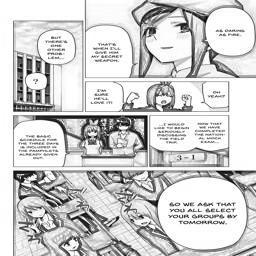 AS DARING
AS FIRE.
THAT'S
WHEN I'LL
GIVE HIM
MY SECRET
WEAPON.
BUT
THERE'S
ONE
OTHER
PROB-
LEM...
?
OH
YEAH?
I'M
SURE
HE'LL
LOVE IT!
NOW THAT
WE HAVE
COMPLETED
THE NATION-
AL MOCK
EXAM...
...I WOULD
LIKE TO
BEGIN
SERIOUSLY
DISCUSSING
THE FIELD
TRIP.
3-1
THE BASIC
SCHEDULE FOR
THE THREE DAYS
IS INCLUDED IN
THE PAMPHLETS
ALREADY GIVEN
OUT.
SO WE ASK THAT
YOU ALL SELECT
YOUR GROUPS BY
TOMORROW.